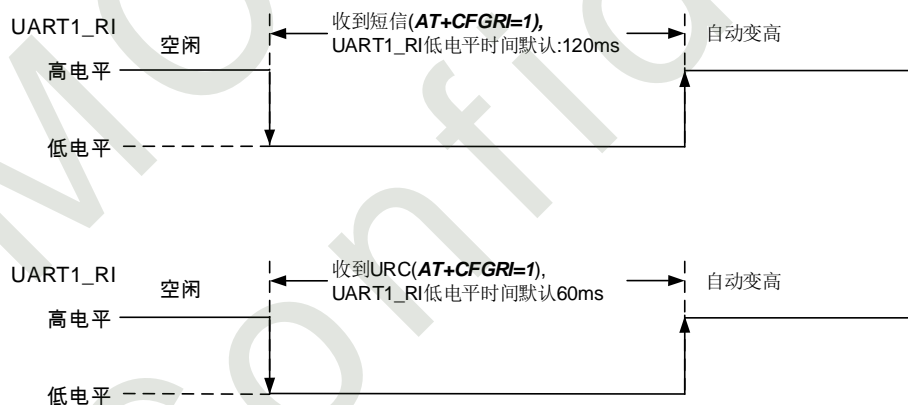 UART1_RI
空闲
收到短信(AT+CFGRI=1),
UART1_RI低电平时间默认:120ms
自动变高
高电平
低电平
UART1_RI
空闲
收到URC(AT+CFGRI=1),
UART1_RI低电平时间默认60ms
自动变高
高电平
低电平